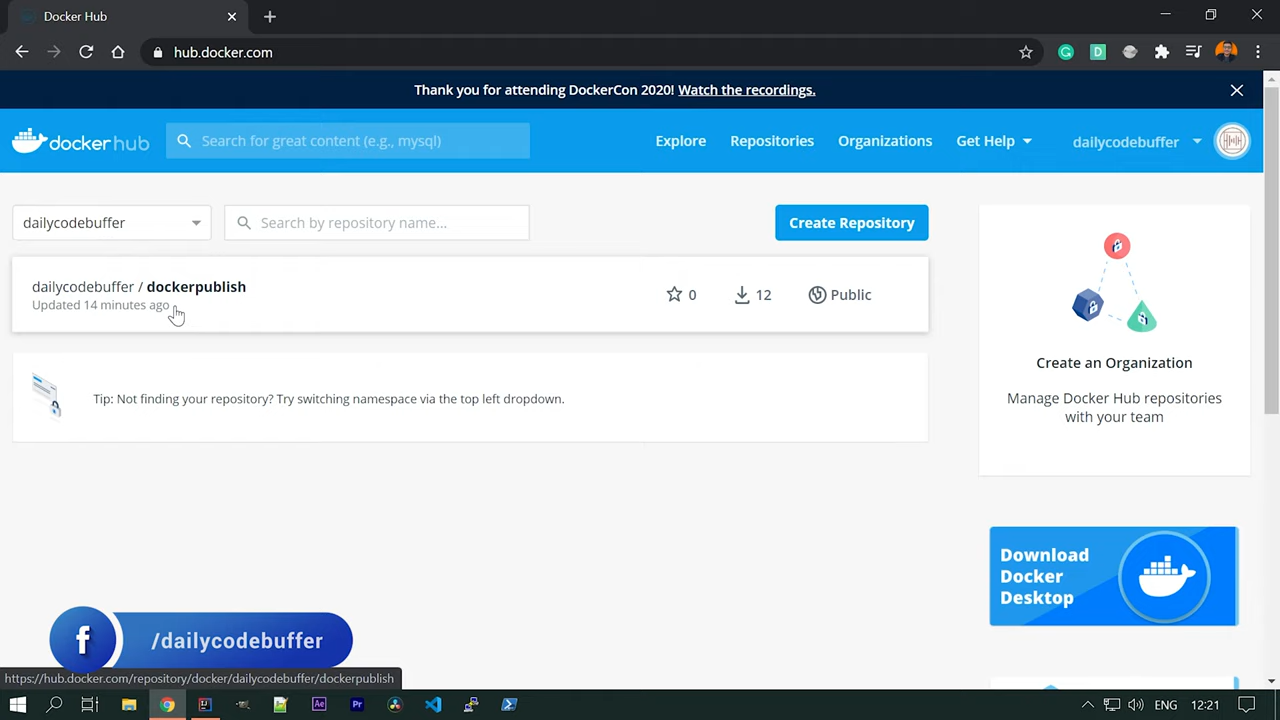 Docker Hub
hub.docker.com
Thank you for attending DockerCon 2020! Watch the recordings.
docker hub
Search for great content (e.g., mysql)
Explore
Repositories
Organizations
Get Help
dailycodebuffer
dailycodebuffer
Search by repository name...
Create Repository
dailycodebuffer / dockerpublish
Updated 14 minutes ago
0
12
Public
Tip: Not finding your repository? Try switching namespace via the top left dropdown.
Create an Organization
Manage Docker Hub repositories
with your team
Download
Docker
Desktop
f /dailycodebuffer
https://hub.docker.com/repository/docker/dailycodebuffer/dockerpublish
Ae
Pr
ENG
12:21